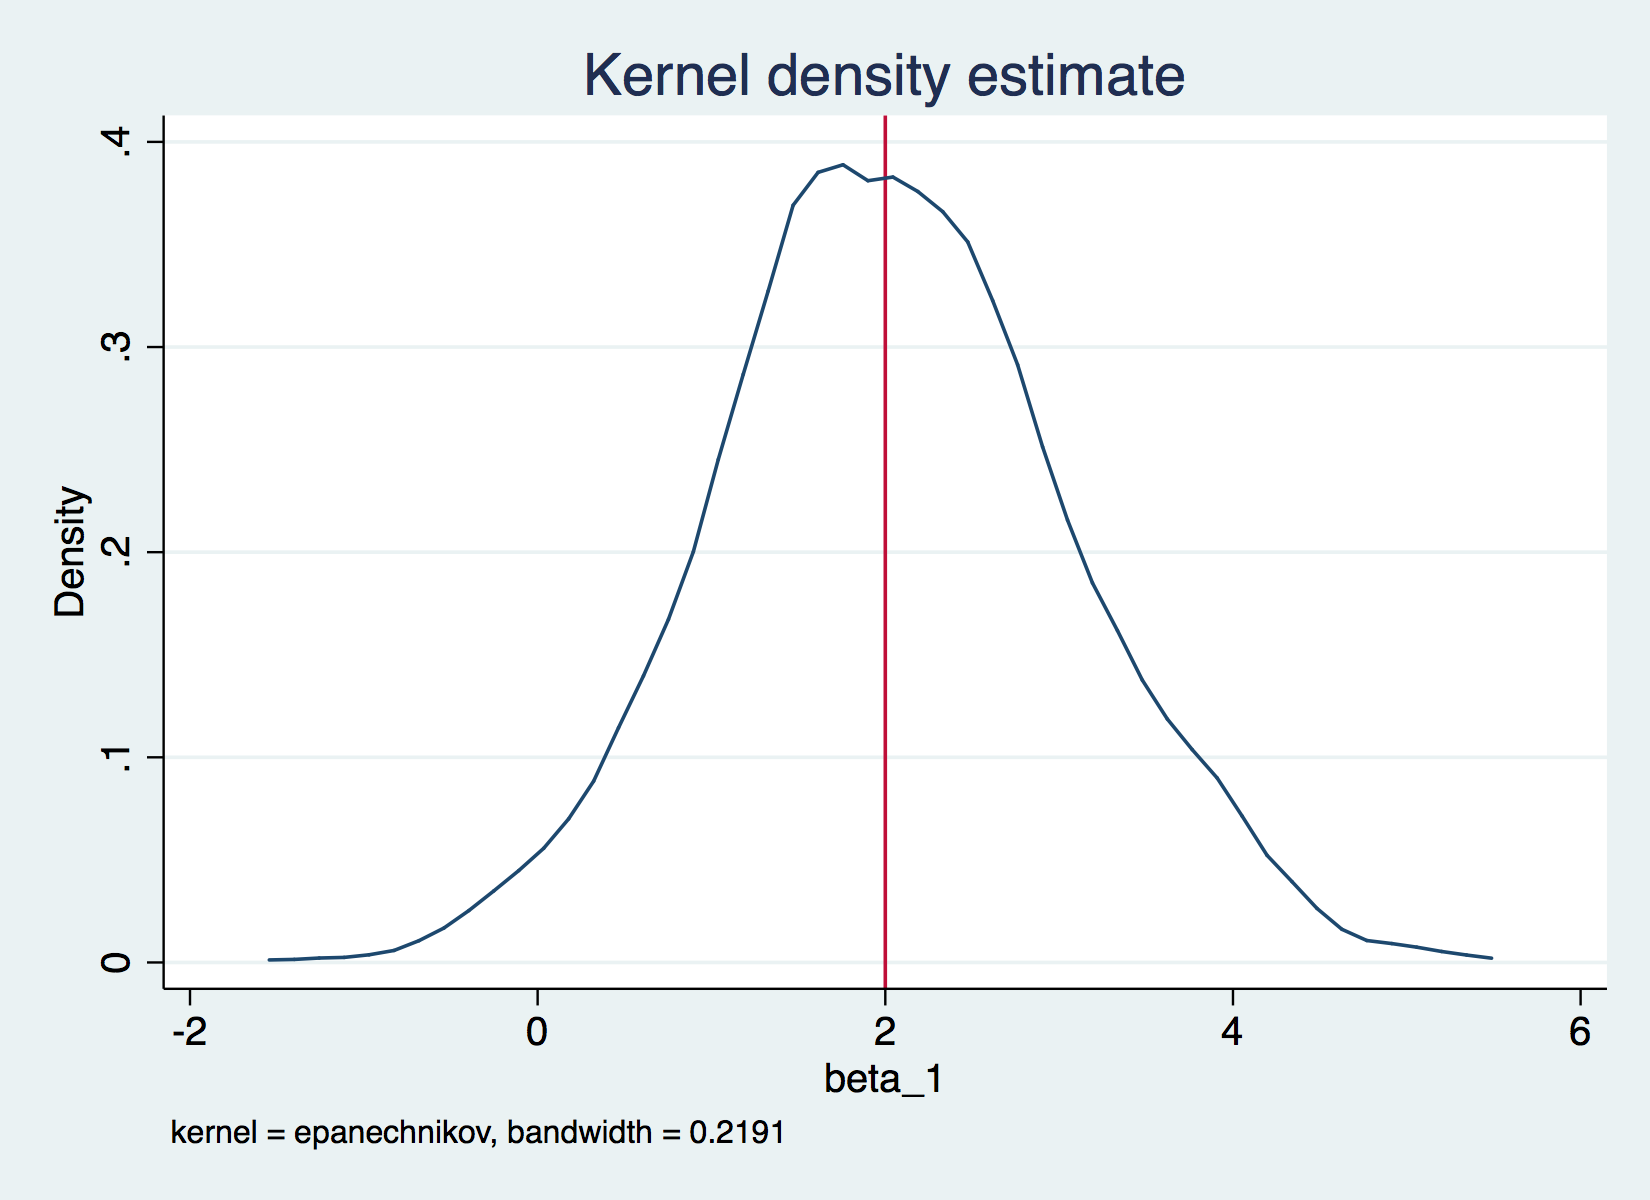 Kernel density estimate
Density
.4
.3
.2
.1
0
-2 0 2 4 6
beta_1
kernel = epanechnikov, bandwidth = 0.2191